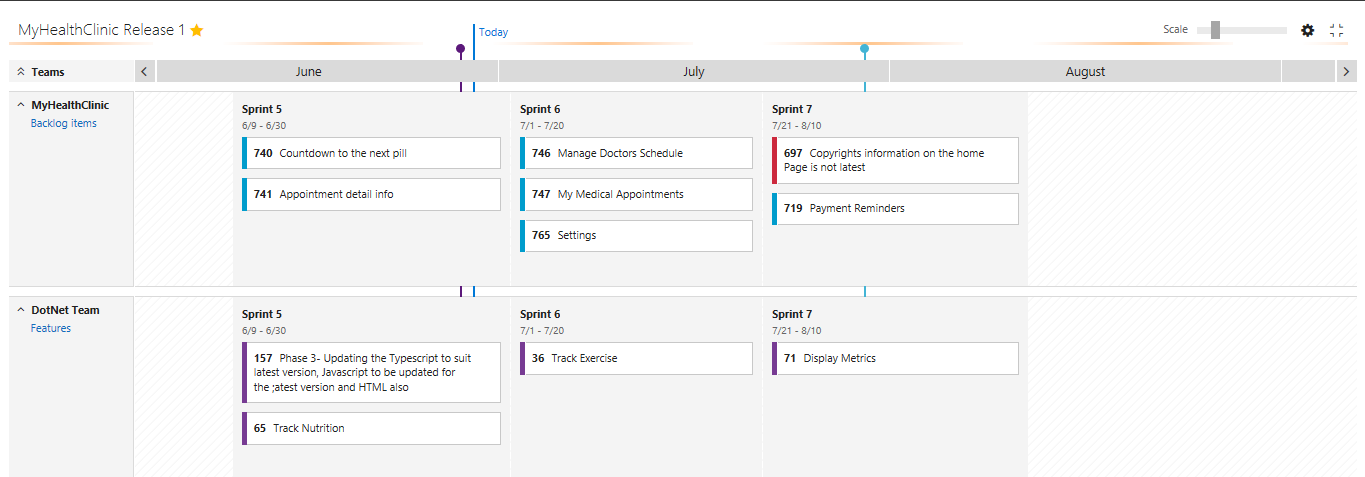 MyHealthClinic Release 1
Today
Scale
Teams
June
July
August
MyHealthClinic
Backlog items
Sprint 5
6/9 - 6/30
740 Countdown to the next pill
741 Appointment detail info
Sprint 6
7/1 - 7/20
746 Manage Doctors Schedule
747 My Medical Appointments
765 Settings
Sprint 7
7/21 - 8/10
697 Copyrights information on the home
Page is not latest
719 Payment Reminders
DotNet Team
Features
Sprint 5
6/9 - 6/30
157 Phase 3- Updating the Typescript to suit
latest version, Javascript to be updated for
the ;atest version and HTML also
65 Track Nutrition
Sprint 6
7/1 - 7/20
36 Track Exercise
Sprint 7
7/21 - 8/10
71 Display Metrics